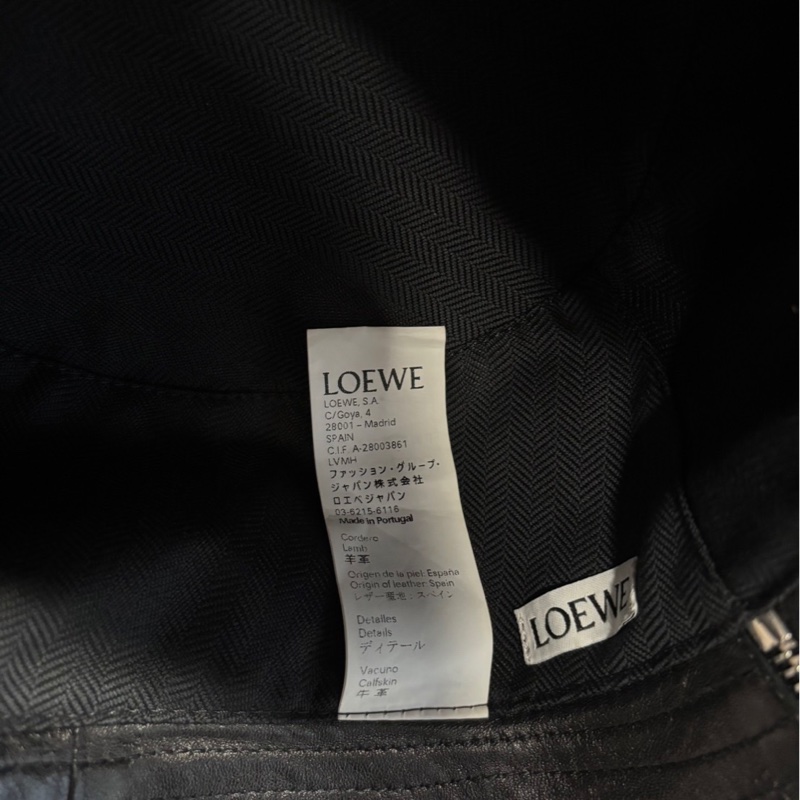 LOEWE
LOEWE, S.A.
C/Goya, 4
28001 – Madrid
SPAIN
C.I.F. A-28003861
LVMH
ファッション・グループ・
ジャパン株式会社
ロエベジャパン
03-6215-6116
Made in Portugal
Cordero
Lamb
羊革
Origen de la piel: España
Origin of leather: Spain
レザー産地：スペイン
Detalles
Details
ディテール
Vacuno
Calfskin
牛革
LOEWE